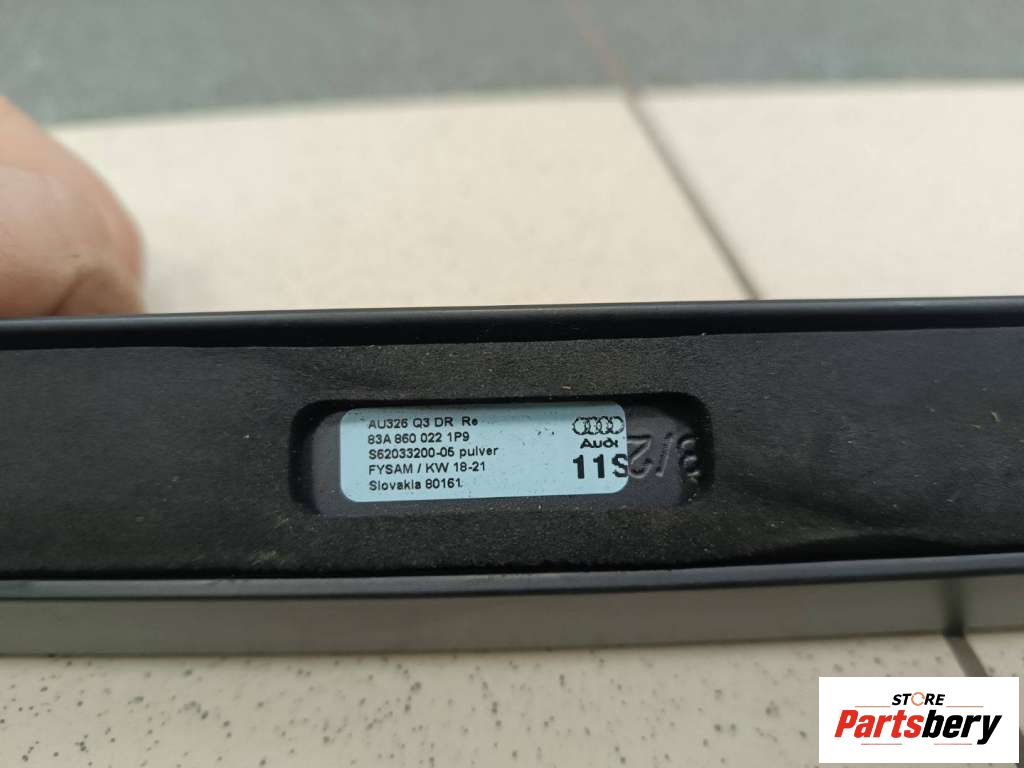 AU326 Q3 DR Re
83A 860 022 1P9
S62033200-05 pulver
FYSAM / KW 18-21
Slovakia 80161
Audi
11S
STORE
Partsbery